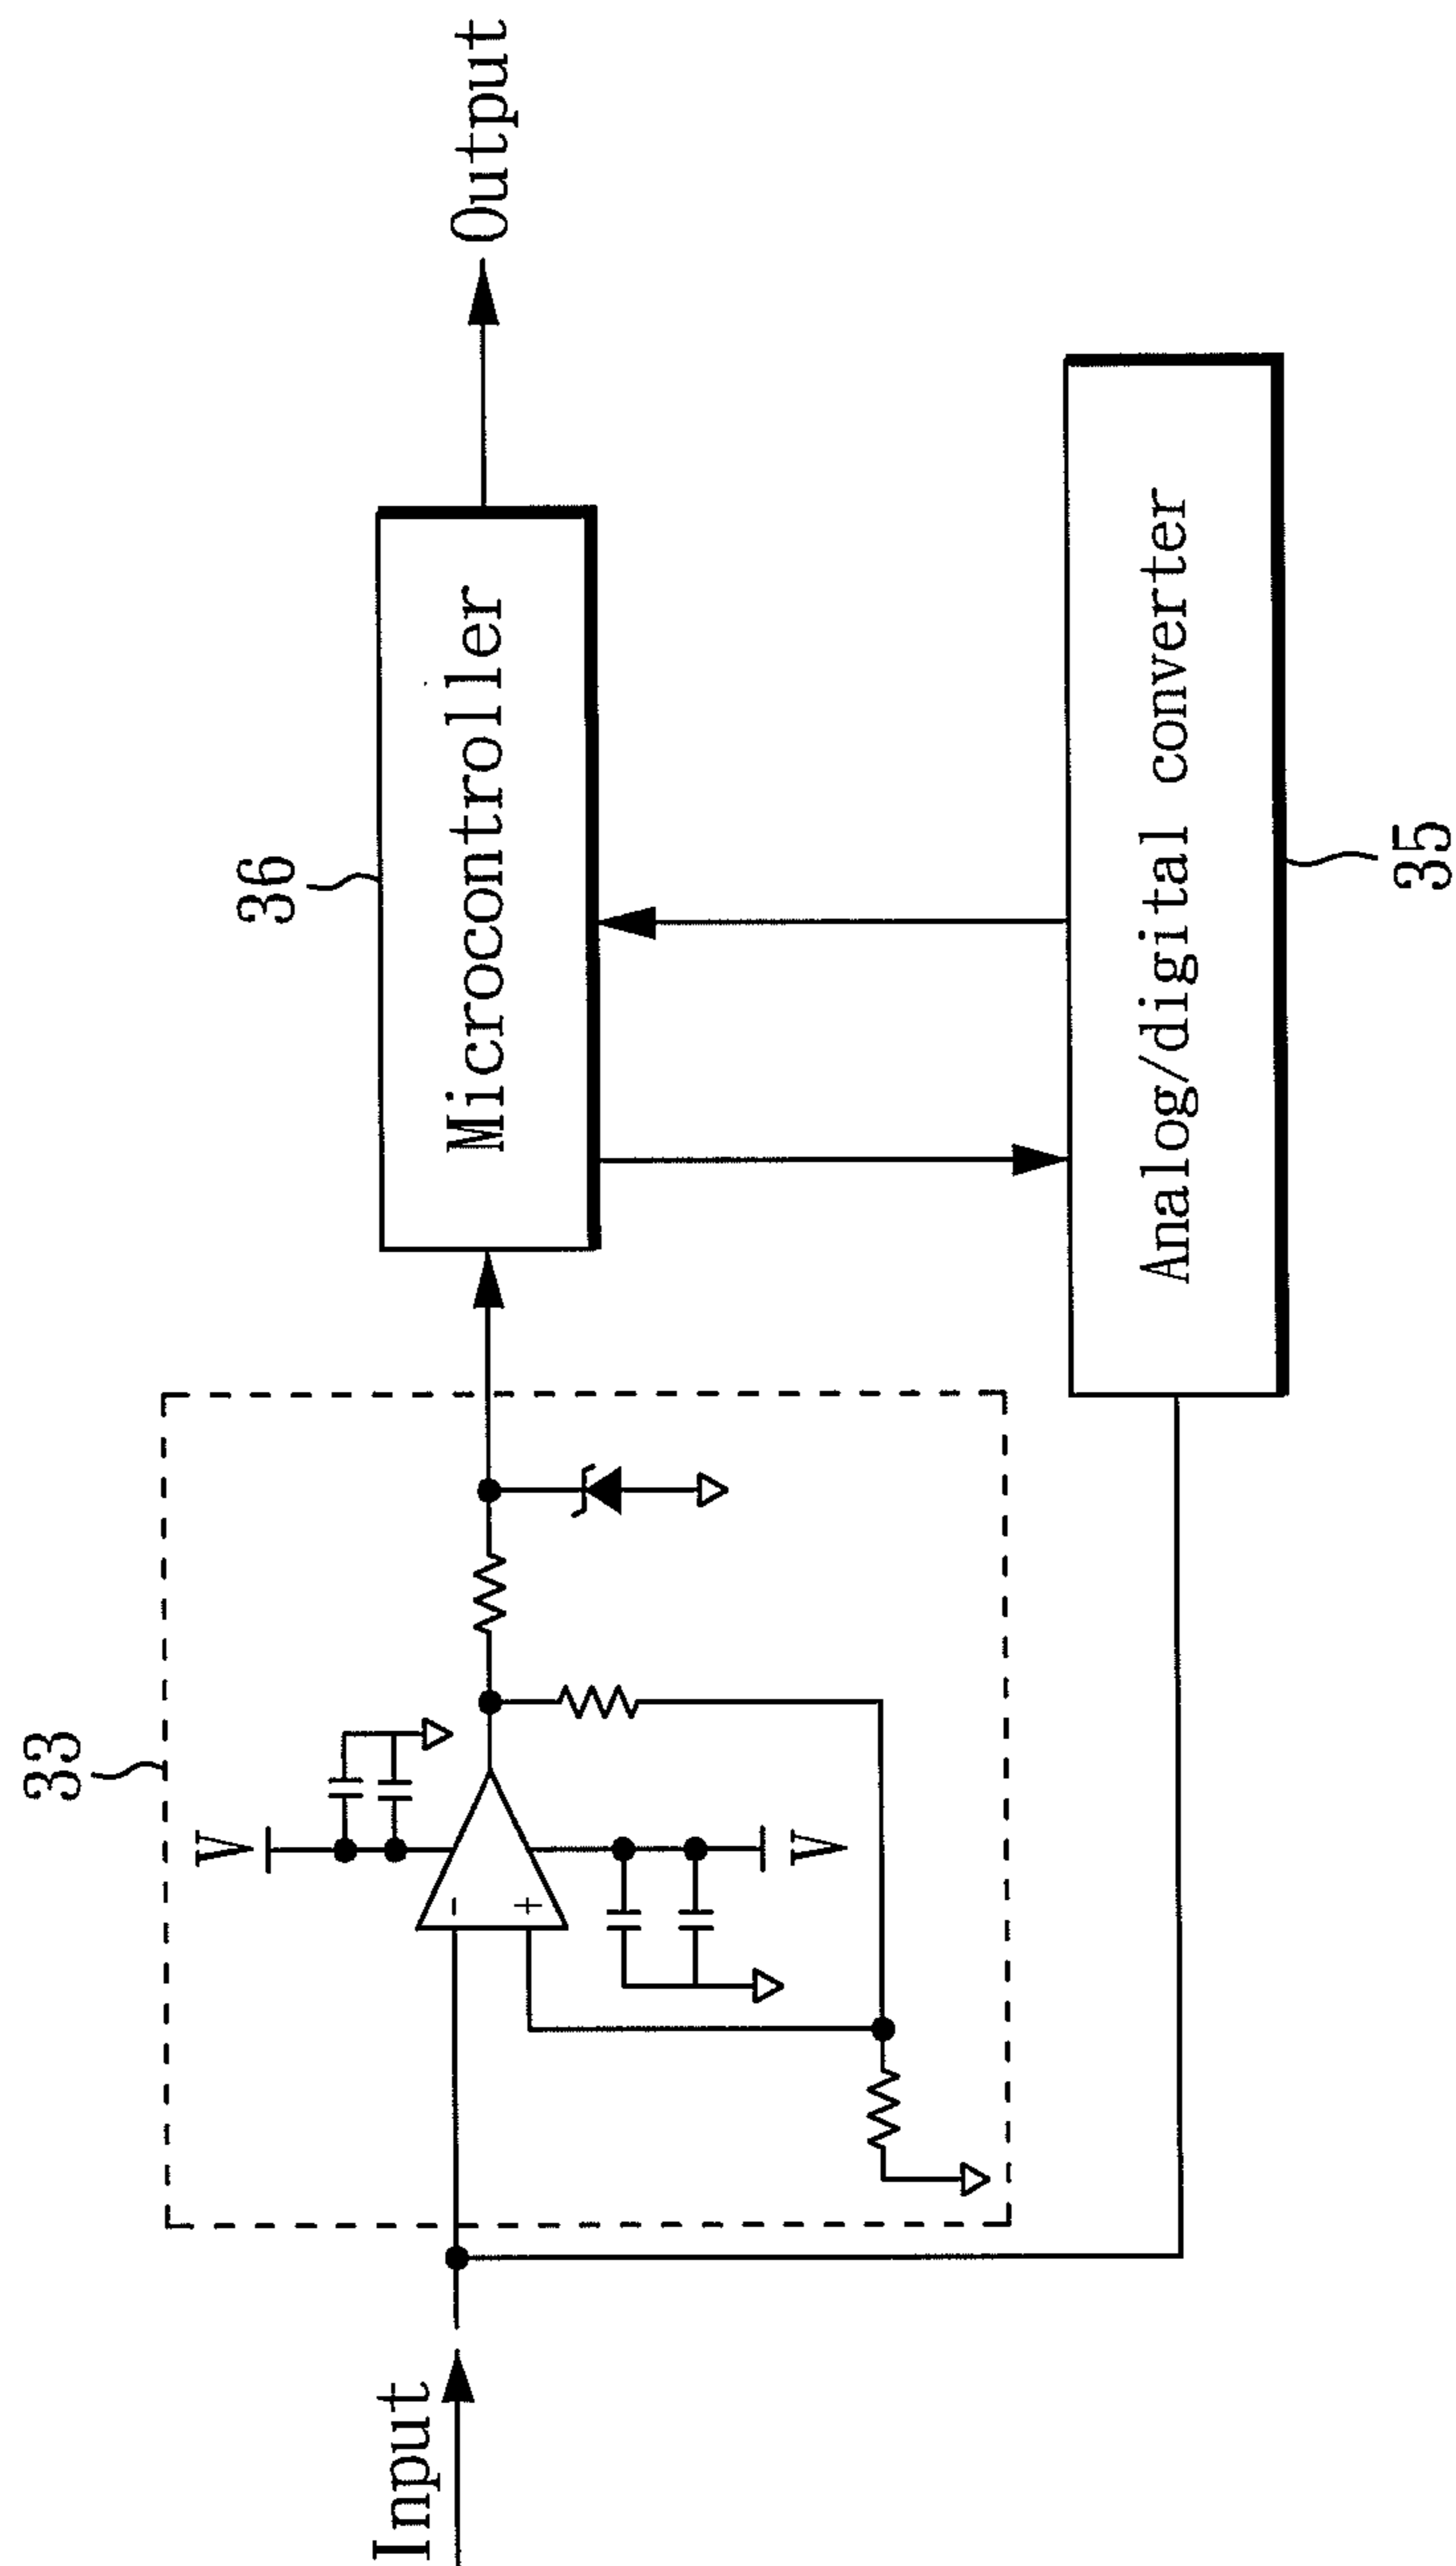 Input
33
V
-
+
V
36
Microcontroller
Output
Analog/digital converter
35